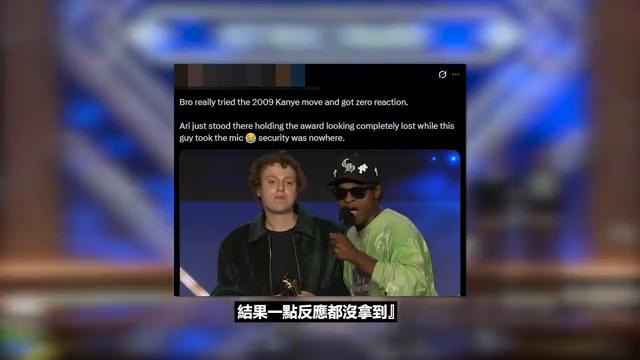 Bro really tried the 2009 Kanye move and got zero reaction.
Ari just stood there holding the award looking completely lost while this
guy took the mic 😂 security was nowhere.
結果一點反應都沒拿到』